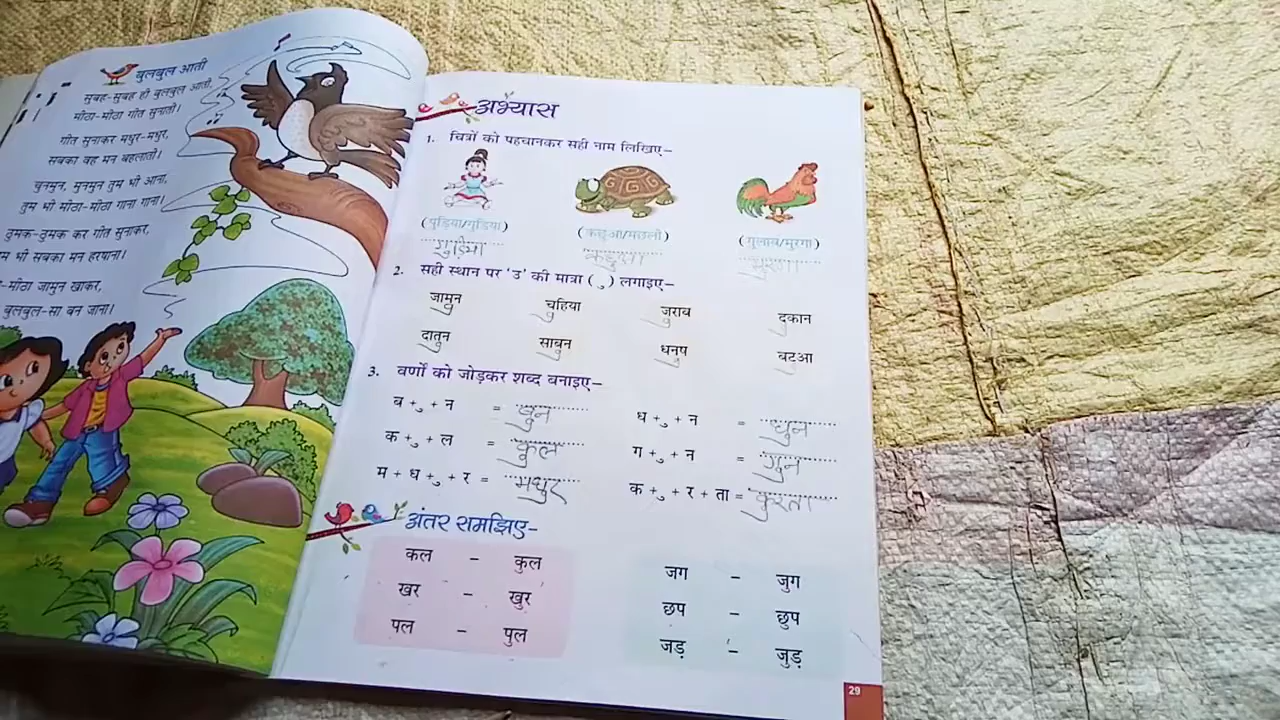 बुलबुल आती
सुबह-सुबह ही बुलबुल आती,
मीठा-मीठा गीत सुनाती।
गीत सुनाकर मधुर-मधुर,
सबका वह मन बहलाती।
चुनमुन, मुनमुन तुम भी आना,
तुम भी मीठा-मीठा गाना गाना।
ठुमक-ठुमक कर गीत सुनाकर,
भी सबका मन हरषाना।
-मीठा जामुन खाकर,
बुलबुल-सा बन जाना।
अभ्यास
1. चित्रों को पहचानकर सही नाम लिखिए–
(पुड़िया/गुड़िया) (कछुआ/मछली) (गुलाब/मुरगा)
गुड़िया कछुआ मुरगा
2. सही स्थान पर 'उ' की मात्रा ( ु ) लगाइए–
जामुन चुहिया जुराब दुकान
दातुन साबुन धनुष बटुआ
3. वर्णों को जोड़कर शब्द बनाइए–
ब + ु + न = बुन ध + ु + न = धुन
क + ु + ल = कुल ग + ु + न = गुन
म + ध + ु + र = मधुर क + ु + र + ता = कुरता
अंतर समझिए–
कल – कुल जग – जुग
खर – खुर छप – छुप
पल – पुल जड़ – जुड़
29